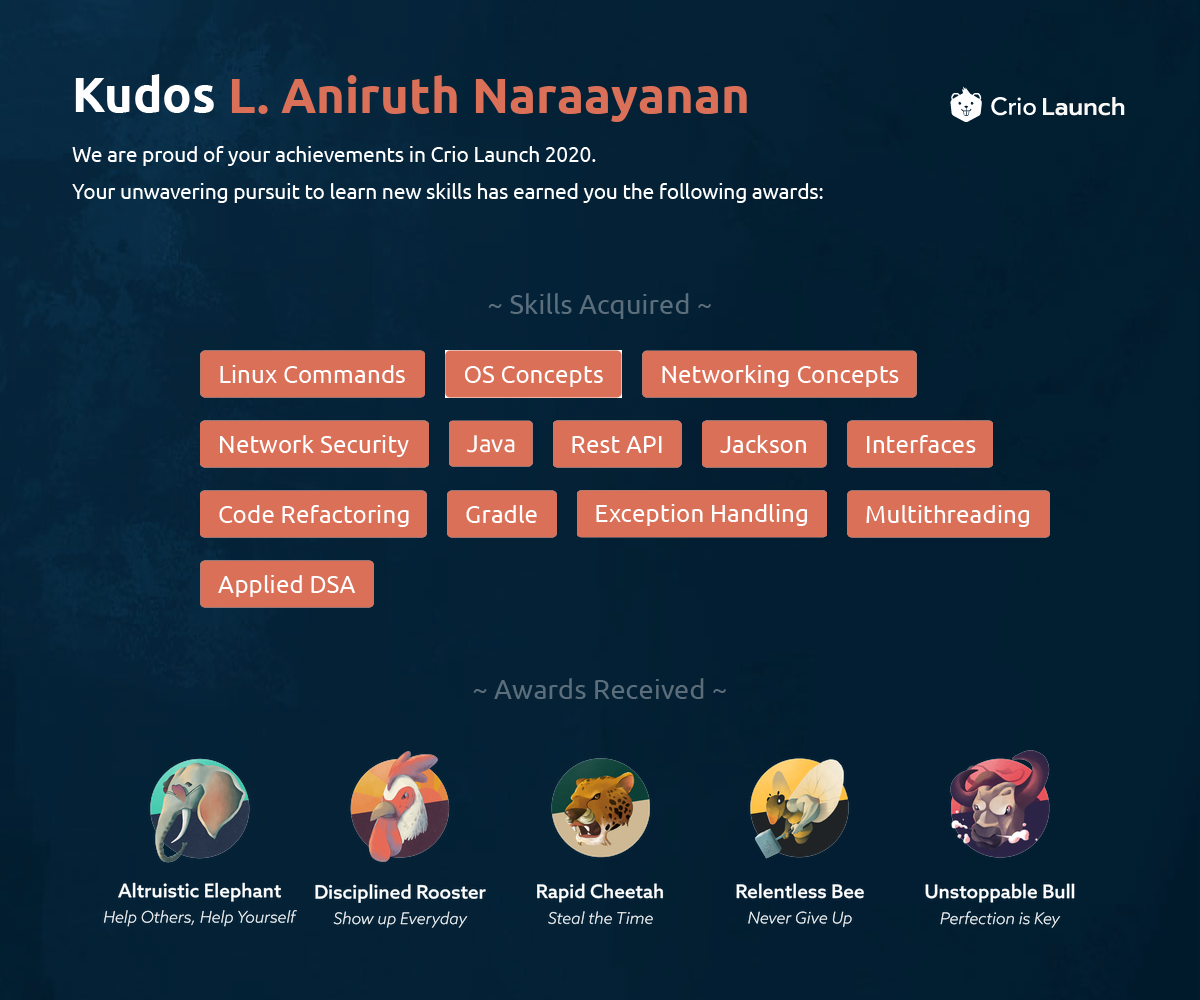 Kudos L. Aniruth Naraayanan
Crio Launch
We are proud of your achievements in Crio Launch 2020.
Your unwavering pursuit to learn new skills has earned you the following awards:
~ Skills Acquired ~
Linux Commands OS Concepts Networking Concepts
Network Security Java Rest API Jackson Interfaces
Code Refactoring Gradle Exception Handling Multithreading
Applied DSA
~ Awards Received ~
Altruistic Elephant Disciplined Rooster Rapid Cheetah Relentless Bee Unstoppable Bull
Help Others, Help Yourself Show up Everyday Steal the Time Never Give Up Perfection is Key